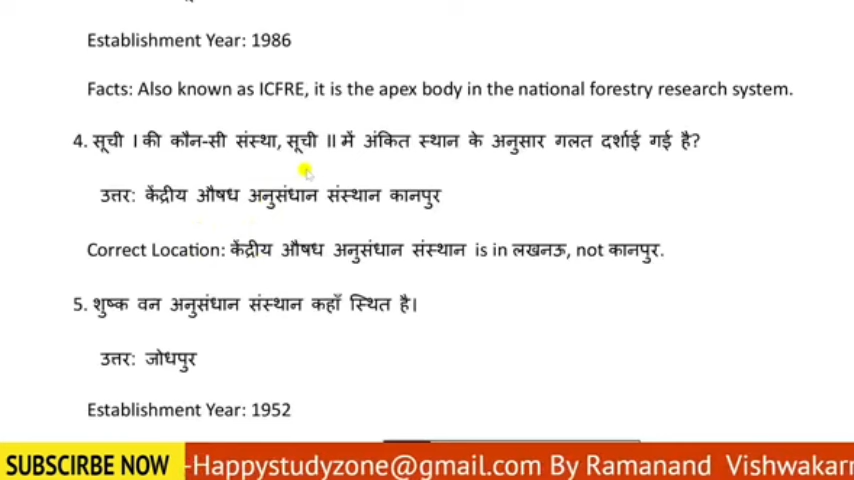 Establishment Year: 1986
Facts: Also known as ICFRE, it is the apex body in the national forestry research system.
4. सूची I की कौन-सी संस्था, सूची II में अंकित स्थान के अनुसार गलत दर्शाई गई है?
उत्तर: केंद्रीय औषध अनुसंधान संस्थान कानपुर
Correct Location: केंद्रीय औषध अनुसंधान संस्थान is in लखनऊ, not कानपुर.
5. शुष्क वन अनुसंधान संस्थान कहाँ स्थित है।
उत्तर: जोधपुर
Establishment Year: 1952
SUBSCIRBE NOW -Happystudyzone@gmail.com By Ramanand Vishwakarr